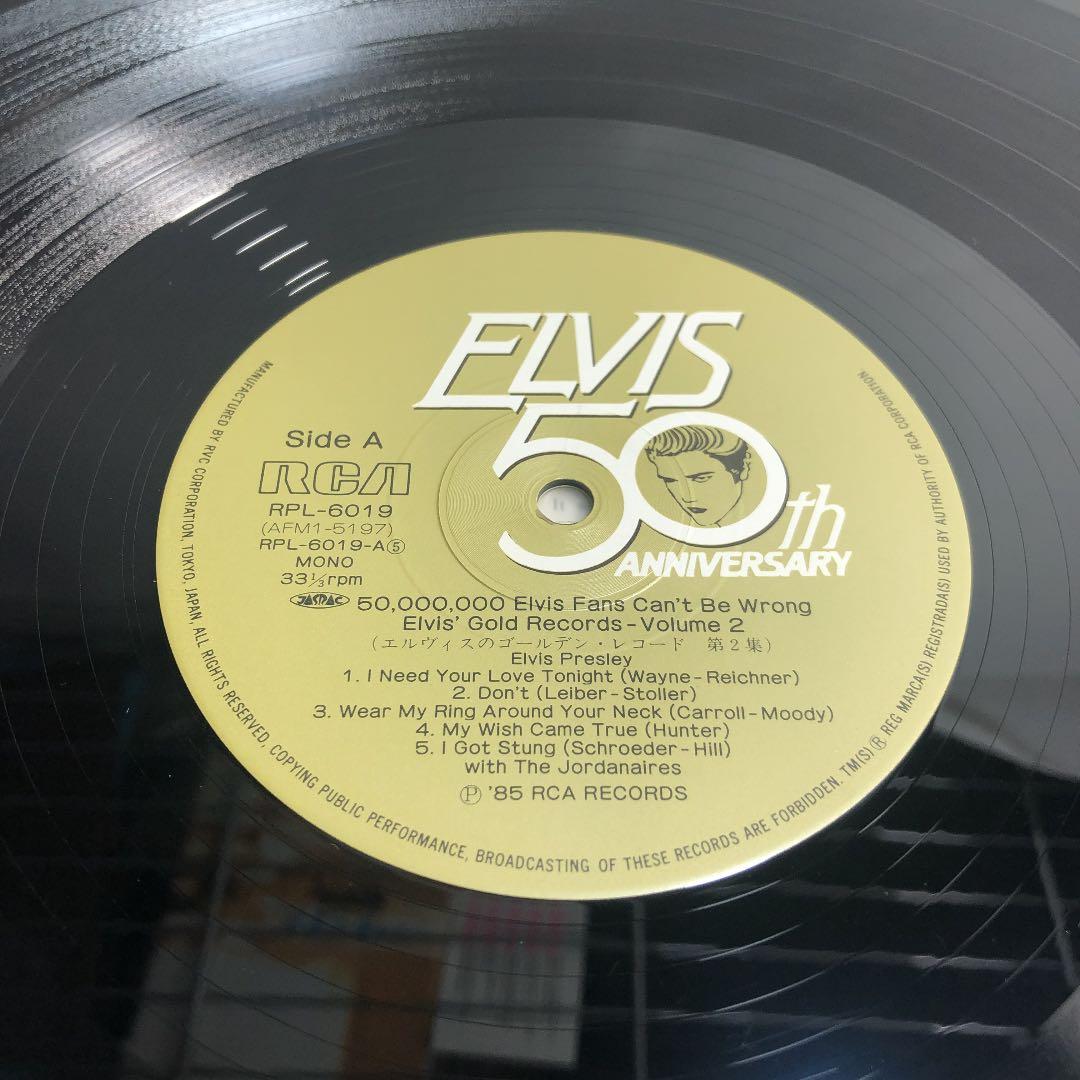 ELVIS
50th
ANNIVERSARY
Side A
RCA
RPL-6019
(AFM1-5197)
RPL-6019-A⑤
MONO
33⅓rpm
JASRAC
50,000,000 Elvis Fans Can't Be Wrong
Elvis' Gold Records-Volume 2
(エルヴィスのゴールデン・レコード 第2集)
Elvis Presley
1. I Need Your Love Tonight (Wayne-Reichner)
2. Don't (Leiber-Stoller)
3. Wear My Ring Around Your Neck (Carroll-Moody)
4. My Wish Came True (Hunter)
5. I Got Stung (Schroeder-Hill)
with The Jordanaires
Ⓟ '85 RCA RECORDS
MANUFACTURED BY RVC CORPORATION, TOKYO, JAPAN, ALL RIGHTS RESERVED, COPYING PUBLIC PERFORMANCE, BROADCASTING OF THESE RECORDS ARE FORBIDDEN. TM(S) ® REG MARCA(S) REGISTRADA(S) USED BY AUTHORITY OF RCA CORPORATION.